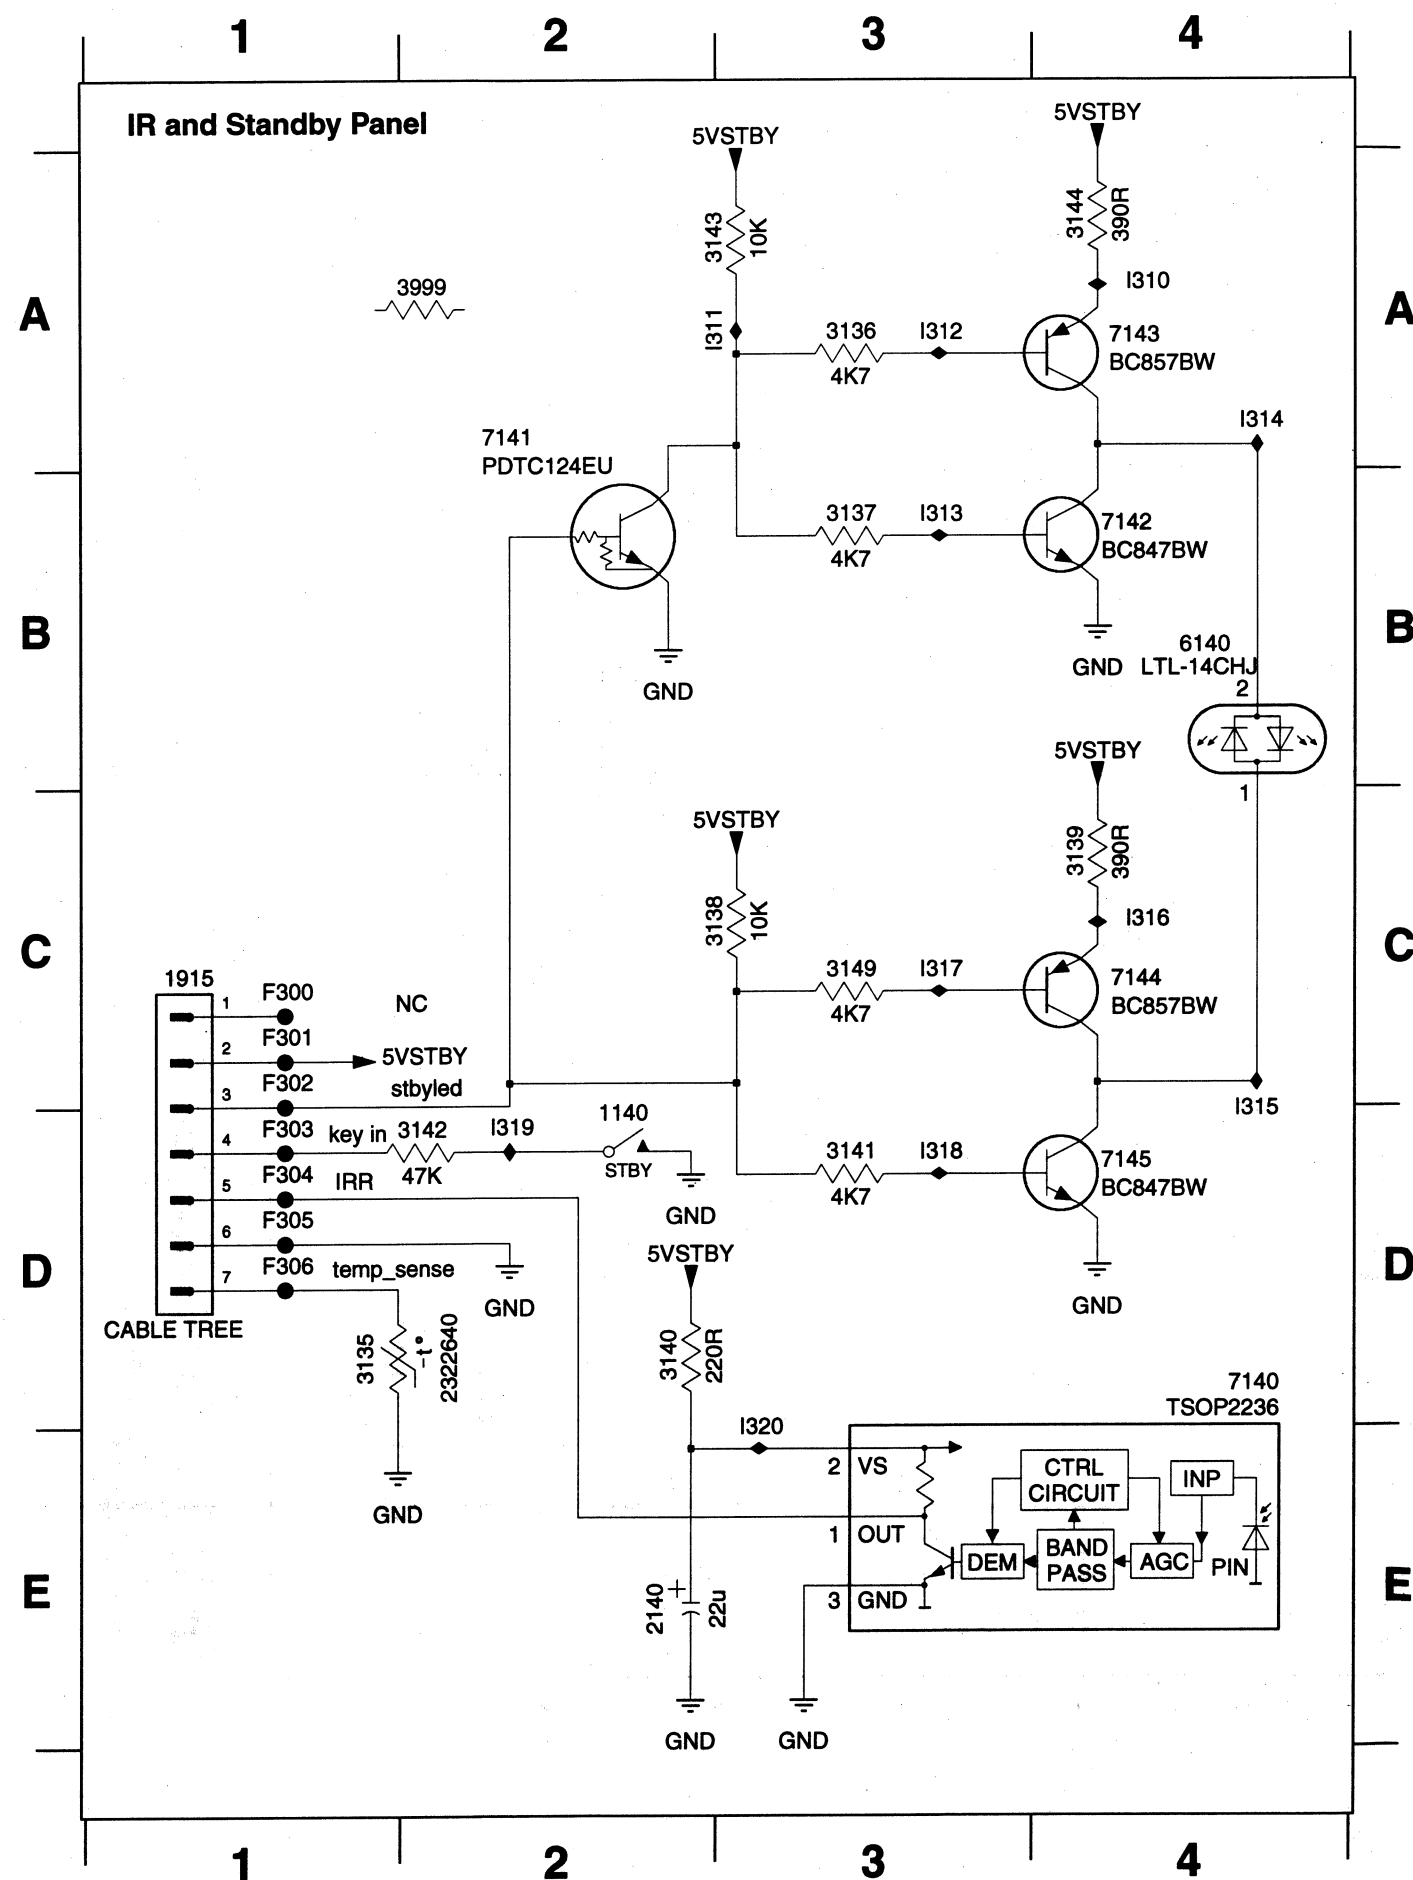 1 2 3 4
IR and Standby Panel
5VSTBY
5VSTBY
3143
10K
3144
390R
I310
A
3999
A
I311
3136
4K7
I312
7143
BC857BW
I314
7141
PDTC124EU
3137
4K7
I313
7142
BC847BW
B
B
GND
GND
6140
LTL-14CHJ
2
1
5VSTBY
5VSTBY
3139
390R
3138
10K
I316
C
C
3149
4K7
I317
7144
BC857BW
I315
1915
1 F300 NC
2 F301 5VSTBY
3 F302 stbyled
4 F303 key in 3142 I319 1140
47K STBY
5 F304 IRR
6 F305
7 F306 temp_sense
CABLE TREE
GND
GND
3141
4K7
I318
7145
BC847BW
GND
D
D
5VSTBY
3140
220R
3135
-t°
2322640
GND
7140
TSOP2236
I320
2 VS
1 OUT
3 GND
CTRL
CIRCUIT
INP
DEM
BAND
PASS
AGC
PIN
E
E
2140
+
22u
GND GND
1 2 3 4